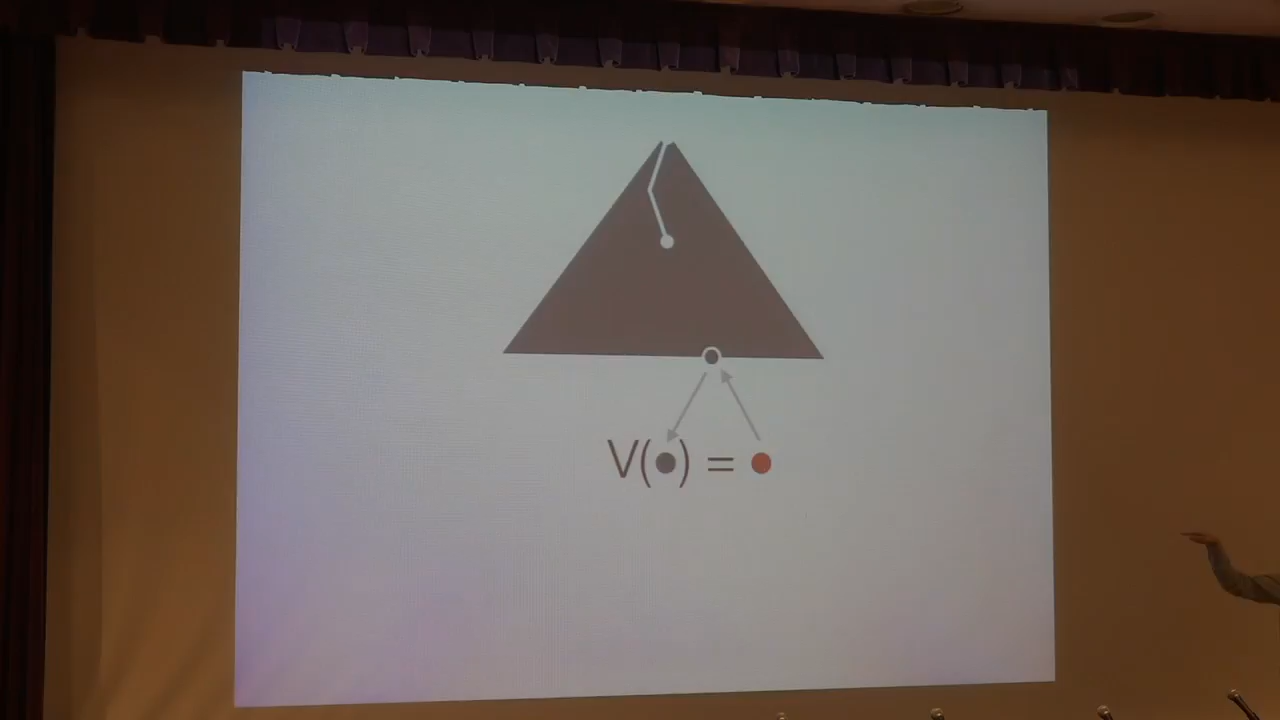 V(●) = ●